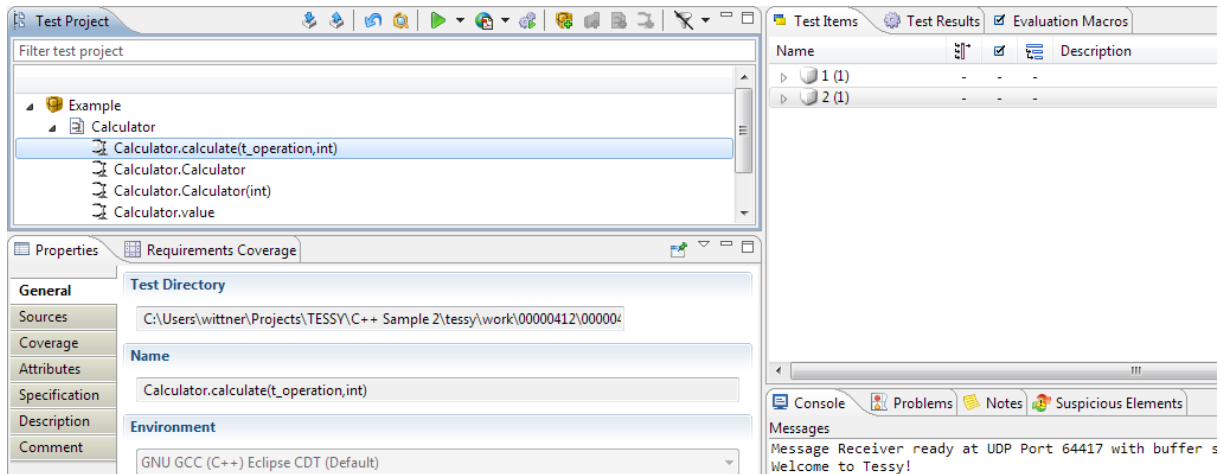 Test Project
Filter test project
Example
Calculator
Calculator.calculate(t_operation,int)
Calculator.Calculator
Calculator.Calculator(int)
Calculator.value
Properties
Requirements Coverage
General
Sources
Coverage
Attributes
Specification
Description
Comment
Test Directory
C:\Users\wittner\Projects\TESSY\C++ Sample 2\tessy\work\00000412\00000
Name
Calculator.calculate(t_operation,int)
Environment
GNU GCC (C++) Eclipse CDT (Default)
Test Items
Test Results
Evaluation Macros
Name Description
1 (1) - - -
2 (1) - - -
Console
Problems
Notes
Suspicious Elements
Messages
Message Receiver ready at UDP Port 64417 with buffer s
Welcome to Tessy!